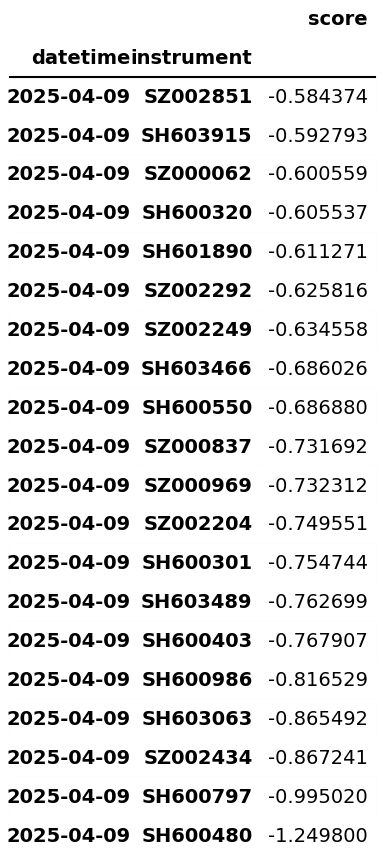 score
datetime instrument
2025-04-09 SZ002851 -0.584374
2025-04-09 SH603915 -0.592793
2025-04-09 SZ000062 -0.600559
2025-04-09 SH600320 -0.605537
2025-04-09 SH601890 -0.611271
2025-04-09 SZ002292 -0.625816
2025-04-09 SZ002249 -0.634558
2025-04-09 SH603466 -0.686026
2025-04-09 SH600550 -0.686880
2025-04-09 SZ000837 -0.731692
2025-04-09 SZ000969 -0.732312
2025-04-09 SZ002204 -0.749551
2025-04-09 SH600301 -0.754744
2025-04-09 SH603489 -0.762699
2025-04-09 SH600403 -0.767907
2025-04-09 SH600986 -0.816529
2025-04-09 SH603063 -0.865492
2025-04-09 SZ002434 -0.867241
2025-04-09 SH600797 -0.995020
2025-04-09 SH600480 -1.249800